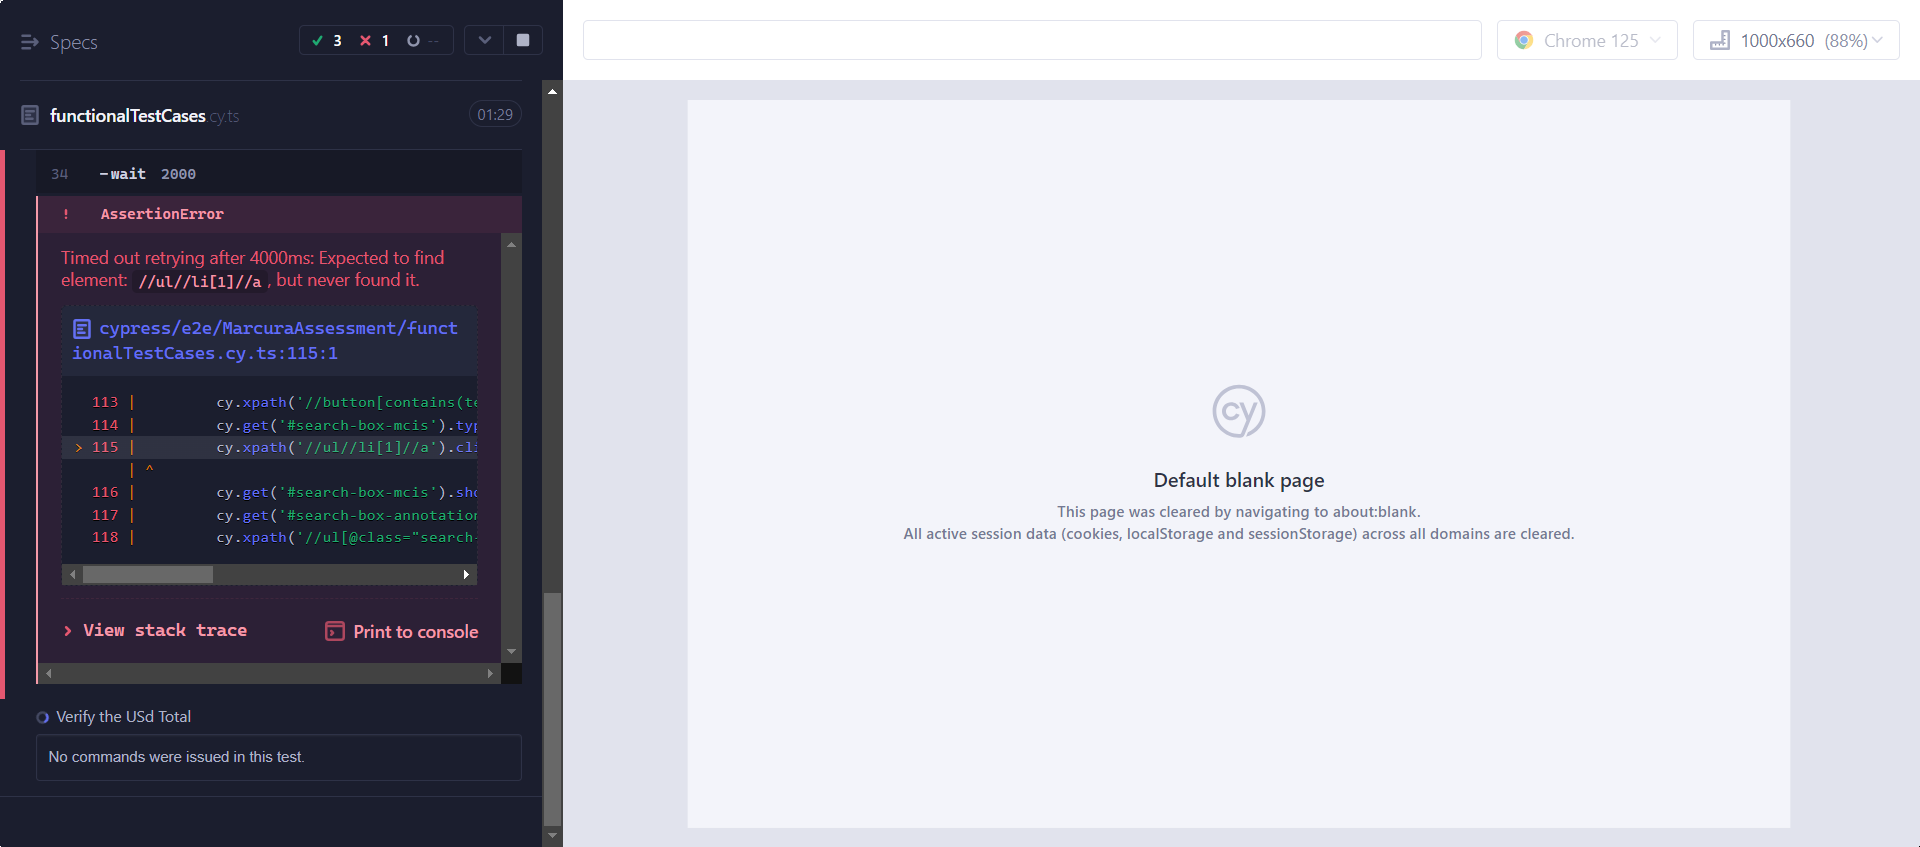 Specs
3 1 --
functionalTestCases.cy.ts
01:29
34 -wait 2000
! AssertionError
Timed out retrying after 4000ms: Expected to find
element: //ul//li[1]//a, but never found it.
cypress/e2e/MarcuraAssessment/funct
ionalTestCases.cy.ts:115:1
113 | cy.xpath('//button[contains(te
114 | cy.get('#search-box-mcis').typ
> 115 | cy.xpath('//ul//li[1]//a').cli
| ^
116 | cy.get('#search-box-mcis').sho
117 | cy.get('#search-box-annotation
118 | cy.xpath('//ul[@class="search-
View stack trace
Print to console
Verify the USd Total
No commands were issued in this test.
Chrome 125
1000x660 (88%)
cy
Default blank page
This page was cleared by navigating to about:blank.
All active session data (cookies, localStorage and sessionStorage) across all domains are cleared.